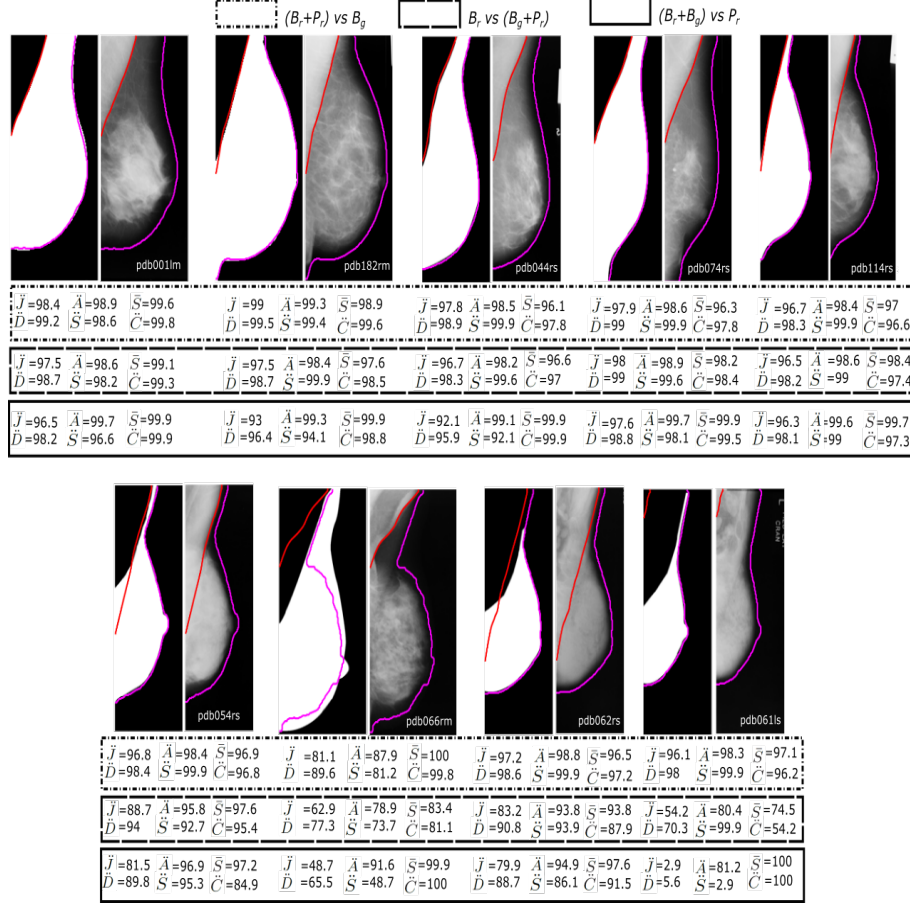 (B_r+P_r) vs B_g   B_r vs (B_g+P_r)   (B_r+B_g) vs P_r
pdb001lm   pdb182rm   pdb044rs   pdb074rs   pdb114rs
J̈=98.4 Ä=98.9 S̄=99.6   J̈=99 Ä=99.3 S̄=98.9   J̈=97.8 Ä=98.5 S̄=96.1   J̈=97.9 Ä=98.6 S̄=96.3   J̈=96.7 Ä=98.4 S̄=97
D̈=99.2 S̈=98.6 C̈=99.8   D̈=99.5 S̈=99.4 C̈=99.6   D̈=98.9 S̈=99.9 C̈=97.8   D̈=99 S̈=99.9 C̈=97.8   D̈=98.3 S̈=99.9 C̈=96.6
J̈=97.5 Ä=98.6 S̄=99.1   J̈=97.5 Ä=98.4 S̄=97.6   J̈=96.7 Ä=98.2 S̄=96.6   J̈=98 Ä=98.9 S̄=98.2   J̈=96.5 Ä=98.6 S̄=98.4
D̈=98.7 S̈=98.2 C̈=99.3   D̈=98.7 S̈=99.9 C̈=98.5   D̈=98.3 S̈=99.6 C̈=97   D̈=99 S̈=99.6 C̈=98.4   D̈=98.2 S̈=99 C̈=97.4
J̈=96.5 Ä=99.7 S̄=99.9   J̈=93 Ä=99.3 S̄=99.9   J̈=92.1 Ä=99.1 S̄=99.9   J̈=97.6 Ä=99.7 S̄=99.9   J̈=96.3 Ä=99.6 S̄=99.7
D̈=98.2 S̈=96.6 C̈=99.9   D̈=96.4 S̈=94.1 C̈=98.8   D̈=95.9 S̈=92.1 C̈=99.9   D̈=98.8 S̈=98.1 C̈=99.5   D̈=98.1 S̈=99 C̈=97.3
pdb054rs   pdb066rm   pdb062rs   pdb061ls
J̈=96.8 Ä=98.4 S̄=96.9   J̈=81.1 Ä=87.9 S̄=100   J̈=97.2 Ä=98.8 S̄=96.5   J̈=96.1 Ä=98.3 S̄=97.1
D̈=98.4 S̈=99.9 C̈=96.8   D̈=89.6 S̈=81.2 C̈=99.8   D̈=98.6 S̈=99.9 C̈=97.2   D̈=98 S̈=99.9 C̈=96.2
J̈=88.7 Ä=95.8 S̄=97.6   J̈=62.9 Ä=78.9 S̄=83.4   J̈=83.2 Ä=93.8 S̄=93.8   J̈=54.2 Ä=80.4 S̄=74.5
D̈=94 S̈=92.7 C̈=95.4   D̈=77.3 S̈=73.7 C̈=81.1   D̈=90.8 S̈=93.9 C̈=87.9   D̈=70.3 S̈=99.9 C̈=54.2
J̈=81.5 Ä=96.9 S̄=97.2   J̈=48.7 Ä=91.6 S̄=99.9   J̈=79.9 Ä=94.9 S̄=97.6   J̈=2.9 Ä=81.2 S̄=100
D̈=89.8 S̈=95.3 C̈=84.9   D̈=65.5 S̈=48.7 C̈=100   D̈=88.7 S̈=86.1 C̈=91.5   D̈=5.6 S̈=2.9 C̈=100